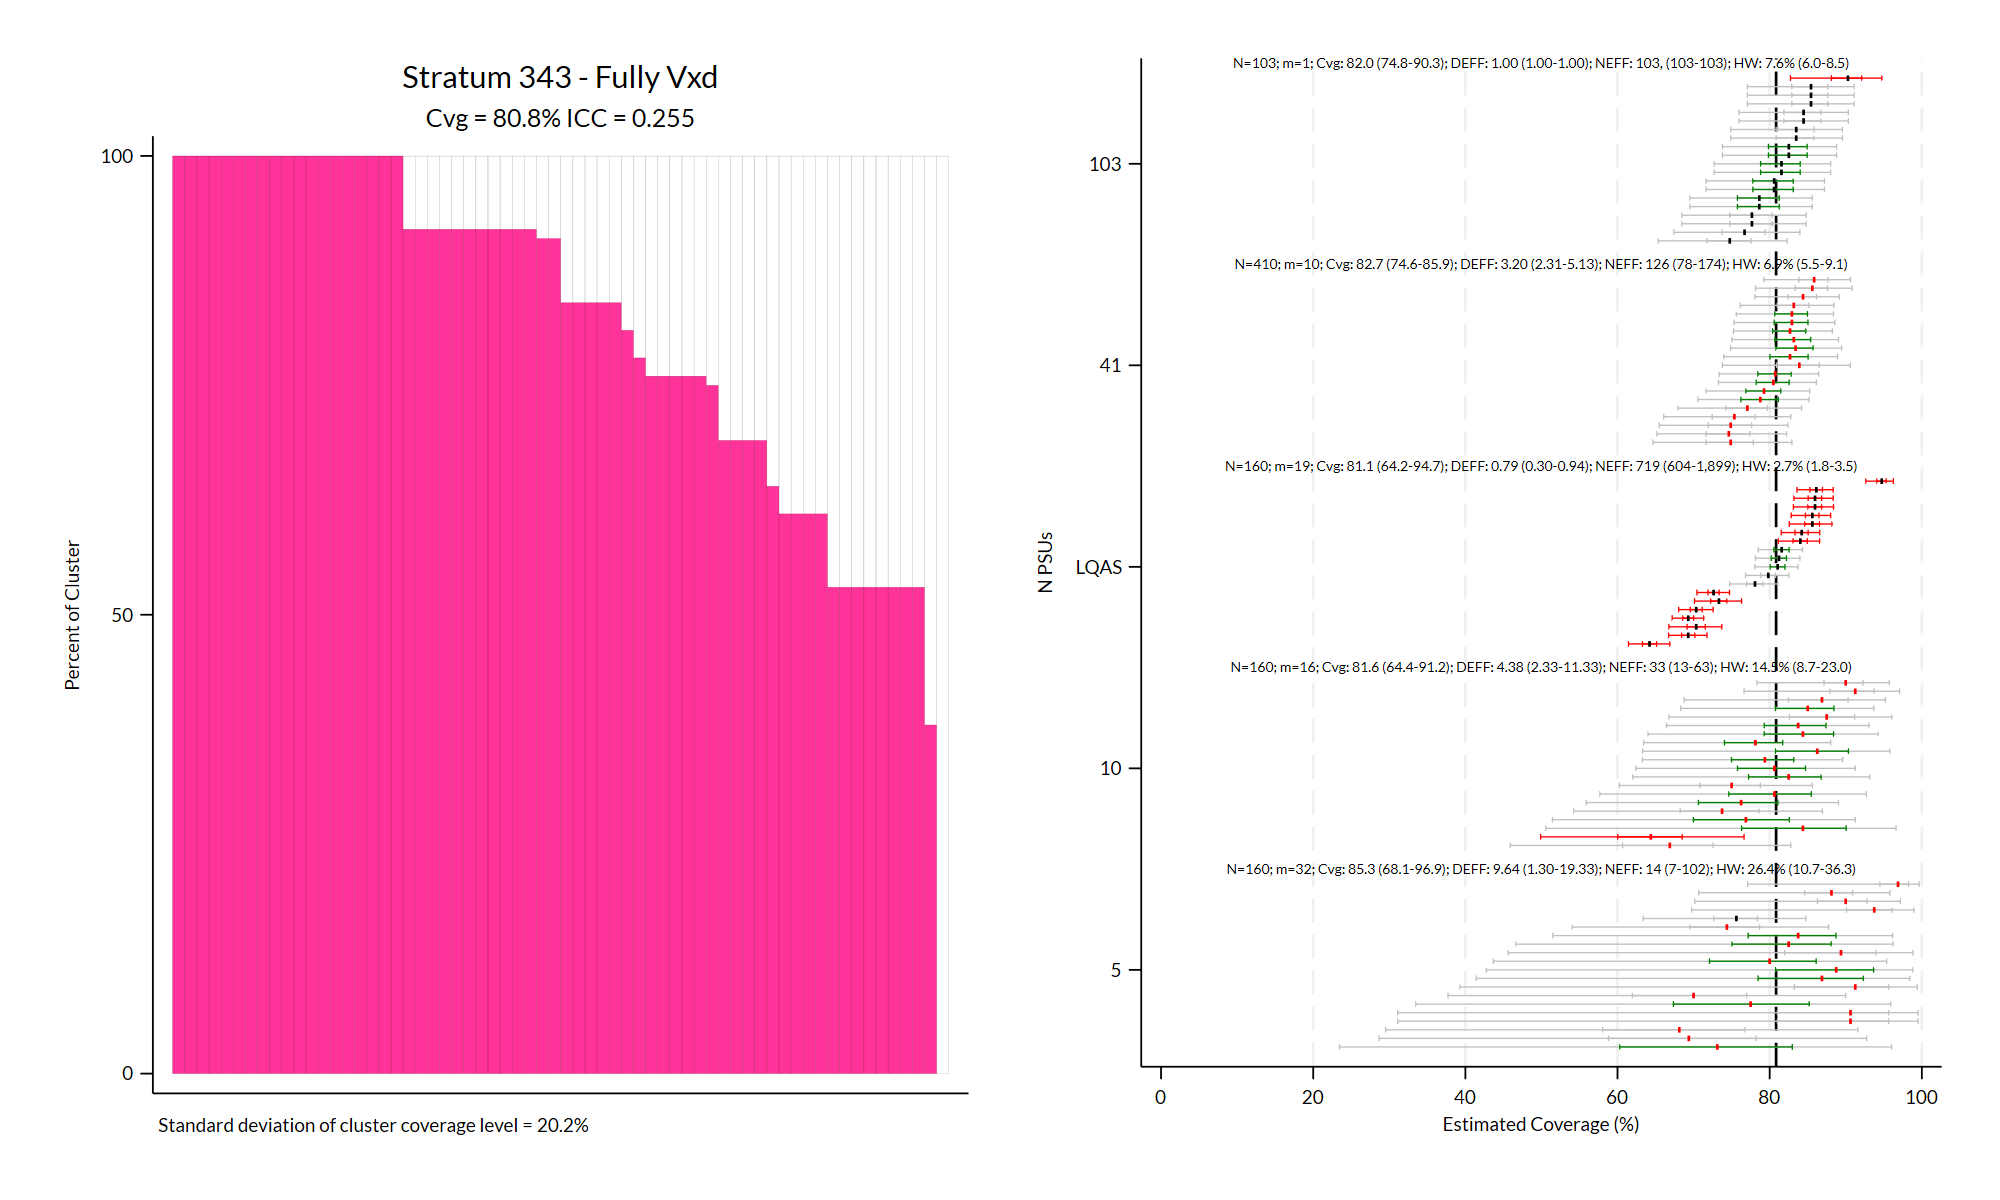 Stratum 343 - Fully Vxd
Cvg = 80.8% ICC = 0.255
100
50
0
Percent of Cluster
Standard deviation of cluster coverage level = 20.2%
N=103; m=1; Cvg: 82.0 (74.8-90.3); DEFF: 1.00 (1.00-1.00); NEFF: 103, (103-103); HW: 7.6% (6.0-8.5)
103
N=410; m=10; Cvg: 82.7 (74.6-85.9); DEFF: 3.20 (2.31-5.13); NEFF: 126 (78-174); HW: 6.9% (5.5-9.1)
41
N=160; m=19; Cvg: 81.1 (64.2-94.7); DEFF: 0.79 (0.30-0.94); NEFF: 719 (604-1,899); HW: 2.7% (1.8-3.5)
LQAS
N=160; m=16; Cvg: 81.6 (64.4-91.2); DEFF: 4.38 (2.33-11.33); NEFF: 33 (13-63); HW: 14.5% (8.7-23.0)
10
N=160; m=32; Cvg: 85.3 (68.1-96.9); DEFF: 9.64 (1.30-19.33); NEFF: 14 (7-102); HW: 26.4% (10.7-36.3)
5
N PSUs
0 20 40 60 80 100
Estimated Coverage (%)